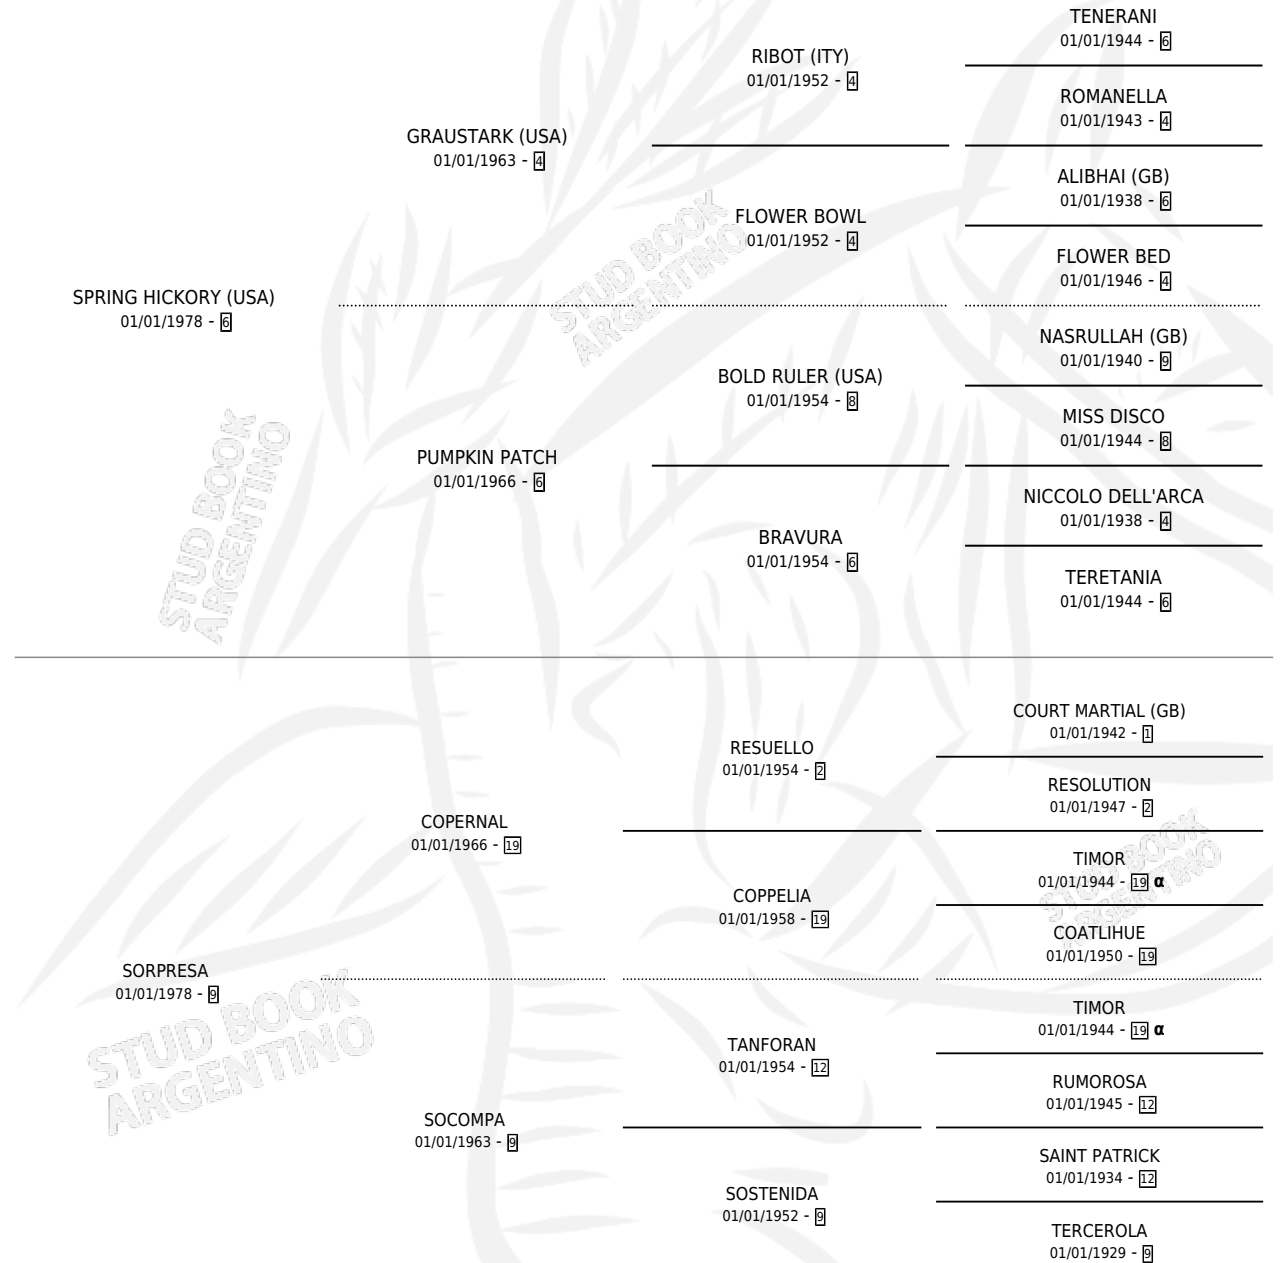 TENERANI
01/01/1944 - 6
RIBOT (ITY)
01/01/1952 - 4
ROMANELLA
01/01/1943 - 4
GRAUSTARK (USA)
01/01/1963 - 4
ALIBHAI (GB)
01/01/1938 - 6
FLOWER BOWL
01/01/1952 - 4
FLOWER BED
01/01/1946 - 4
SPRING HICKORY (USA)
01/01/1978 - 6
NASRULLAH (GB)
01/01/1940 - 9
BOLD RULER (USA)
01/01/1954 - 8
MISS DISCO
01/01/1944 - 8
PUMPKIN PATCH
01/01/1966 - 6
NICCOLO DELL'ARCA
01/01/1938 - 4
BRAVURA
01/01/1954 - 6
TERETANIA
01/01/1944 - 6
COURT MARTIAL (GB)
01/01/1942 - 1
RESUELLO
01/01/1954 - 2
RESOLUTION
01/01/1947 - 2
COPERNAL
01/01/1966 - 19
TIMOR
01/01/1944 - 19 α
COPPELIA
01/01/1958 - 19
COATLIHUE
01/01/1950 - 19
SORPRESA
01/01/1978 - 9
TIMOR
01/01/1944 - 19 α
TANFORAN
01/01/1954 - 12
RUMOROSA
01/01/1945 - 12
SOCOMPA
01/01/1963 - 9
SAINT PATRICK
01/01/1934 - 12
SOSTENIDA
01/01/1952 - 9
TERCEROLA
01/01/1929 - 9
STUD BOOK
ARGENTINO
STUD BOOK
ARGENTINO
STUD BOOK
ARGENTINO
STUD BOOK
ARGENTINO